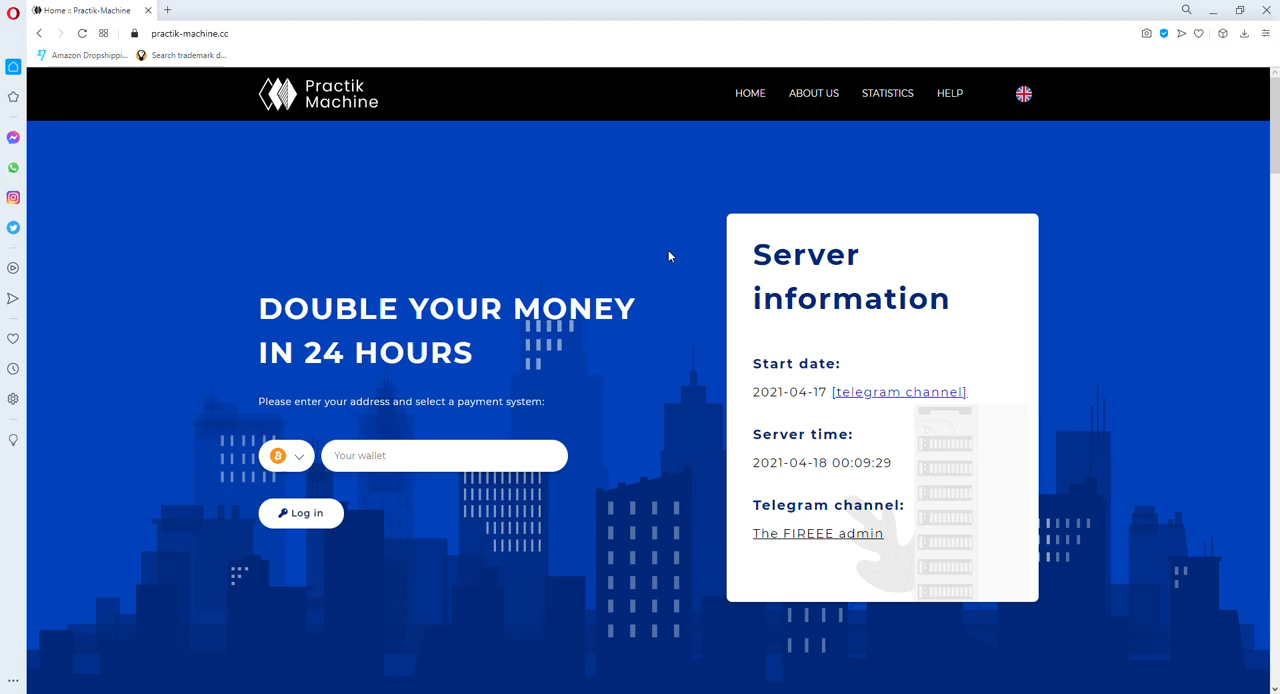 Home :: Practik-Machine
practik-machine.cc
Amazon Dropshippi...
Search trademark d...
Practik
Machine
HOME
ABOUT US
STATISTICS
HELP
DOUBLE YOUR MONEY
IN 24 HOURS
Please enter your address and select a payment system:
Your wallet
Log in
Server
information
Start date:
2021-04-17 [telegram channel]
Server time:
2021-04-18 00:09:29
Telegram channel:
The FIREEE admin